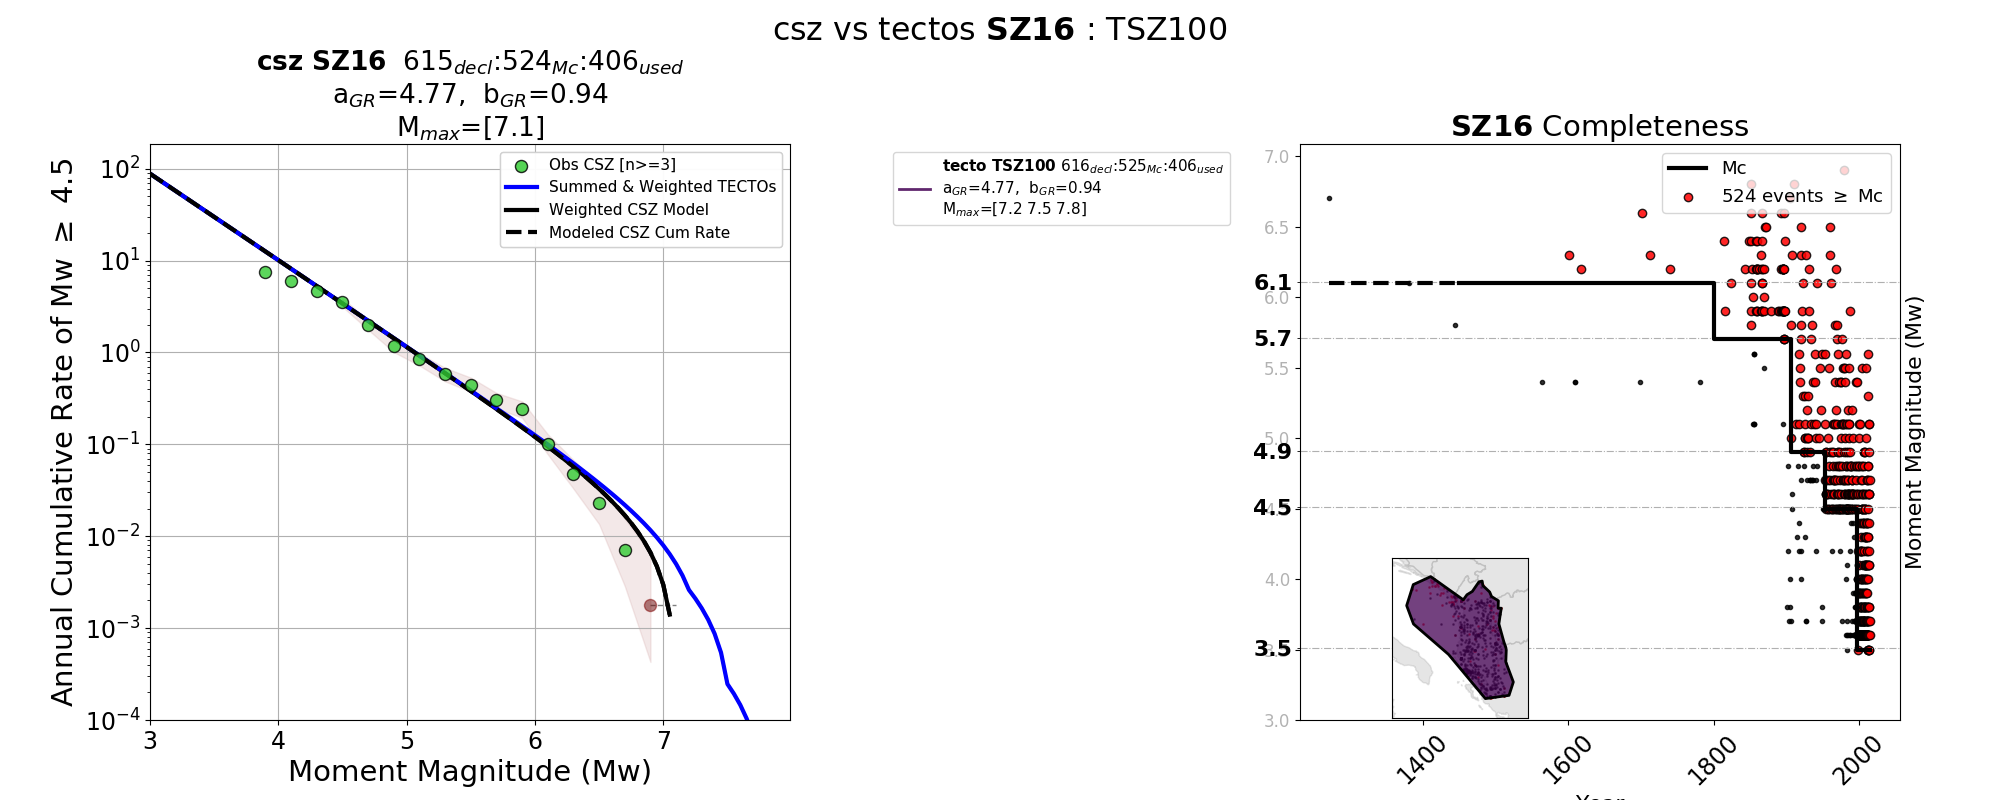 csz vs tectos SZ16 : TSZ100
csz SZ16 615decl:524Mc:406used
aGR=4.77, bGR=0.94
Mmax=[7.1]
Annual Cumulative Rate of Mw ≥ 4.5
10^2
10^1
10^0
10^-1
10^-2
10^-3
10^-4
Obs CSZ [n>=3]
Summed & Weighted TECTOs
Weighted CSZ Model
Modeled CSZ Cum Rate
3 4 5 6 7
Moment Magnitude (Mw)
tecto TSZ100 616decl:525Mc:406used
aGR=4.77, bGR=0.94
Mmax=[7.2 7.5 7.8]
SZ16 Completeness
Mc
524 events ≥ Mc
7.0
6.5
6.1
6.0
5.7
5.5
5.0
4.9
4.5
4.0
3.5
3.0
1400 1600 1800 2000
Year
Moment Magnitude (Mw)